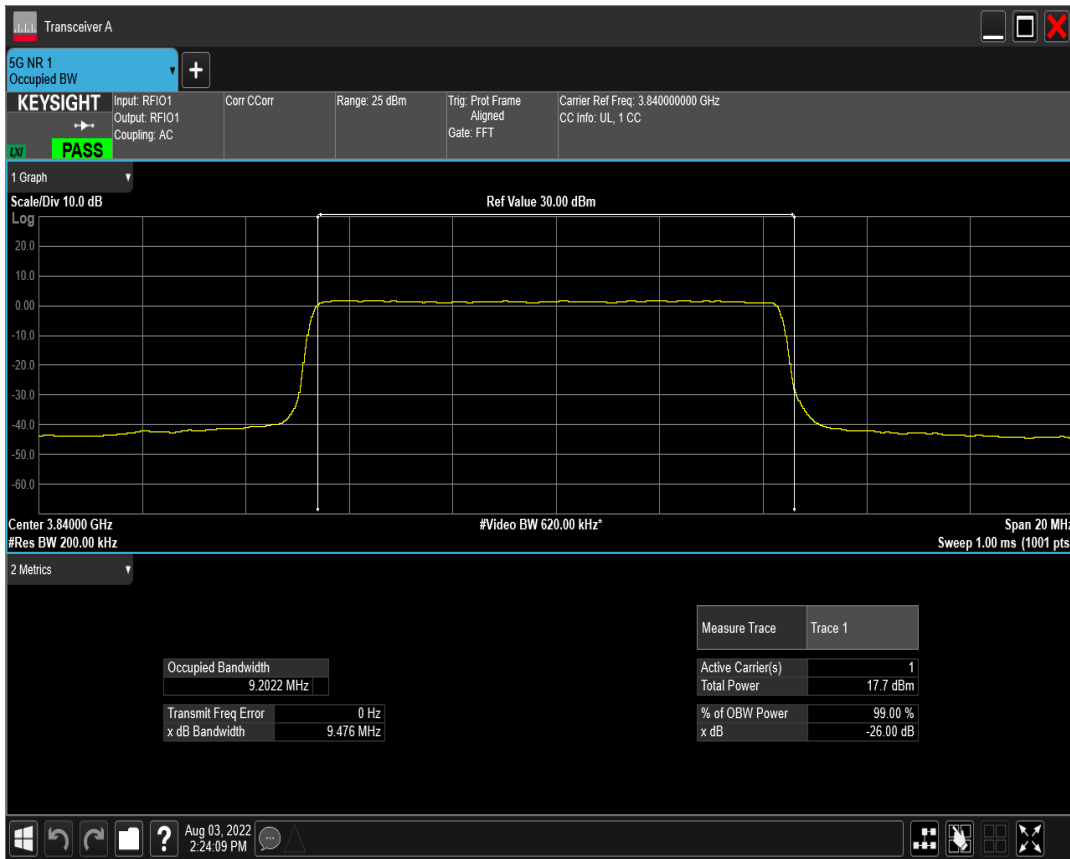 Transceiver A
5G NR 1
Occupied BW
KEYSIGHT
LXI
PASS
Input: RFIO1
Output: RFIO1
Coupling: AC
Corr CCorr
Range: 25 dBm
Trig: Prot Frame
Aligned
Gate: FFT
Carrier Ref Freq: 3.840000000 GHz
CC Info: UL, 1 CC
1 Graph
Scale/Div 10.0 dB
Ref Value 30.00 dBm
Log
20.0
10.0
0.00
-10.0
-20.0
-30.0
-40.0
-50.0
-60.0
Center 3.84000 GHz
#Video BW 620.00 kHz*
Span 20 MHz
#Res BW 200.00 kHz
Sweep 1.00 ms (1001 pts
2 Metrics
Measure Trace Trace 1
Occupied Bandwidth
9.2022 MHz
Active Carrier(s) 1
Total Power 17.7 dBm
Transmit Freq Error 0 Hz
x dB Bandwidth 9.476 MHz
% of OBW Power 99.00 %
x dB -26.00 dB
?
Aug 03, 2022
2:24:09 PM